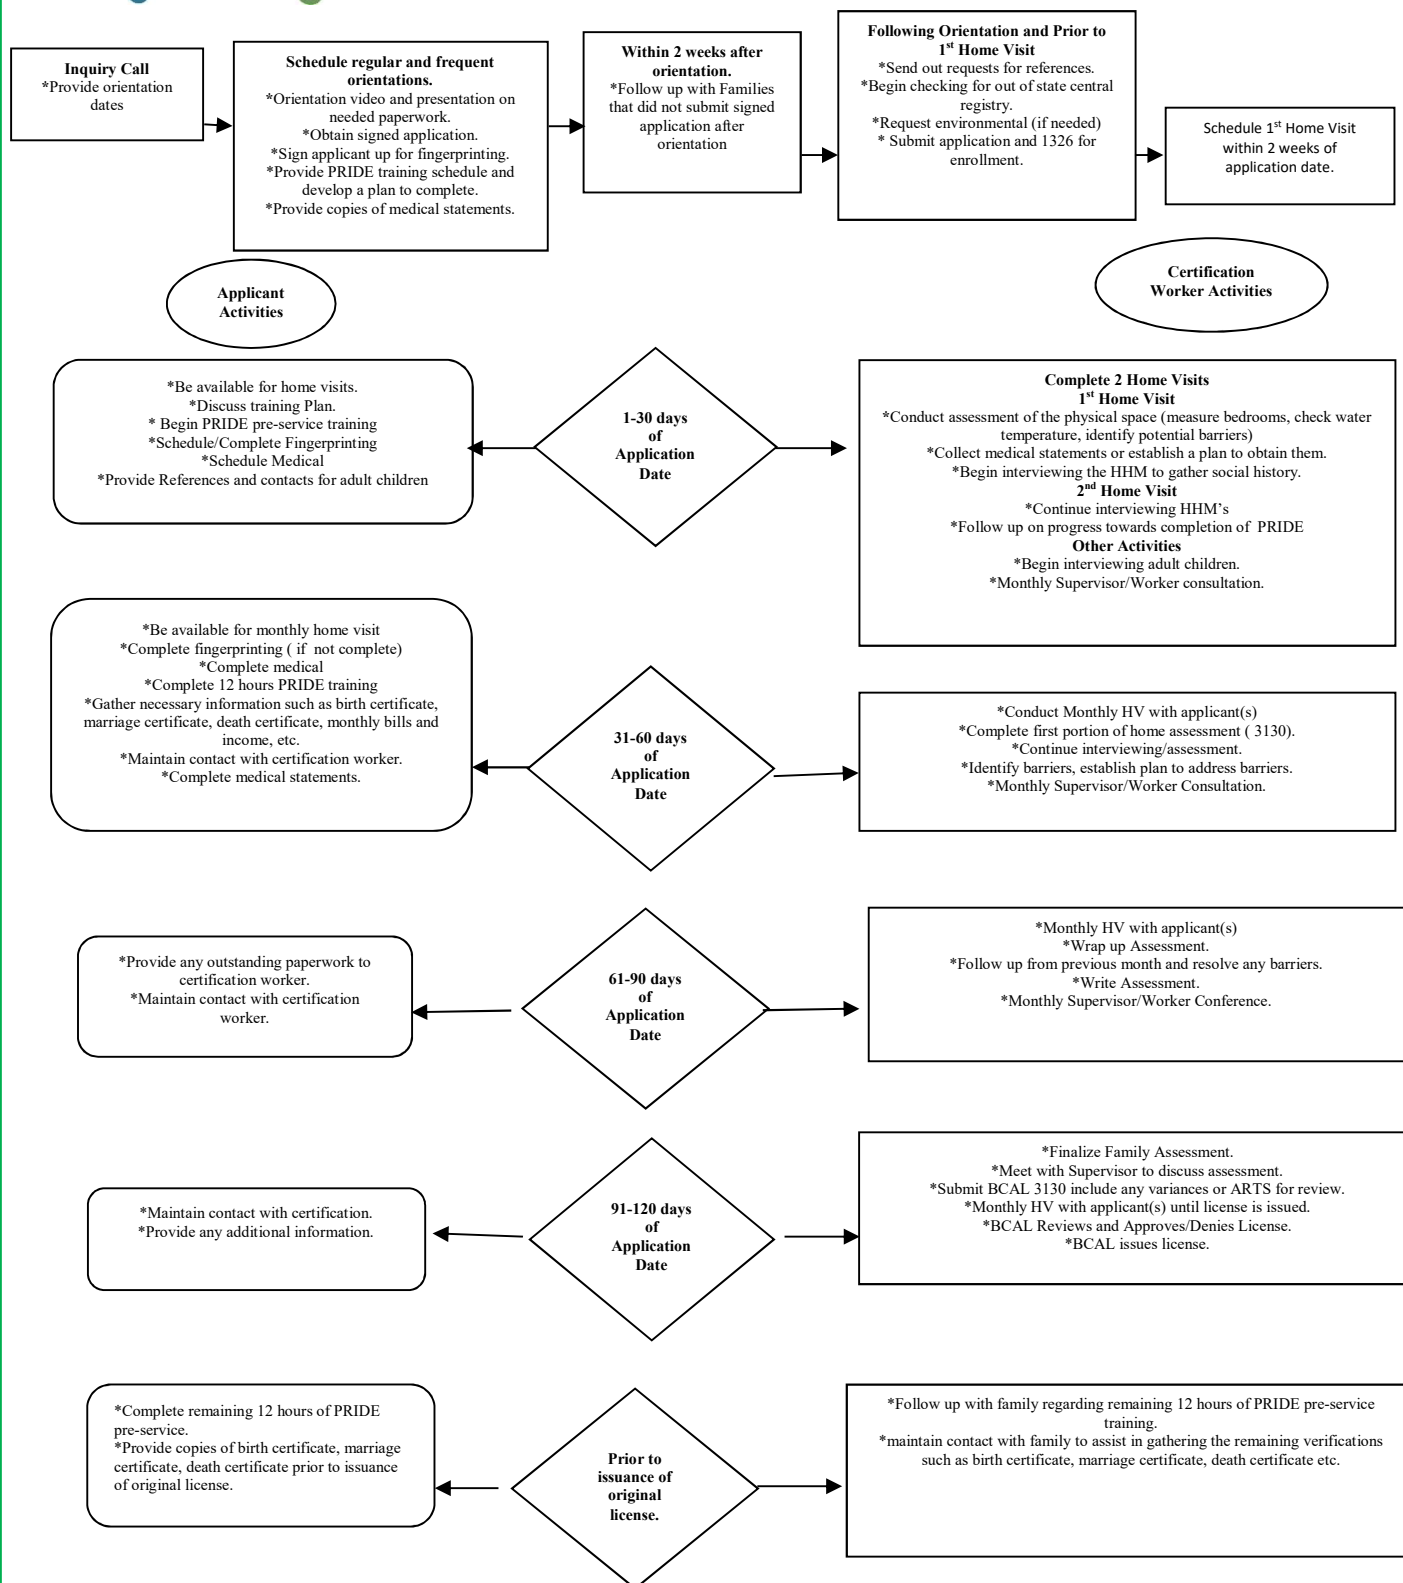 Inquiry Call
*Provide orientation
dates
Schedule regular and frequent
orientations.
*Orientation video and presentation on
needed paperwork.
*Obtain signed application.
*Sign applicant up for fingerprinting.
*Provide PRIDE training schedule and
develop a plan to complete.
*Provide copies of medical statements.
Within 2 weeks after
orientation.
*Follow up with Families
that did not submit signed
application after
orientation
Following Orientation and Prior to
1st Home Visit
*Send out requests for references.
*Begin checking for out of state central
registry.
*Request environmental (if needed)
* Submit application and 1326 for
enrollment.
Schedule 1st Home Visit
within 2 weeks of
application date.
Applicant
Activities
Certification
Worker Activities
*Be available for home visits.
*Discuss training Plan.
* Begin PRIDE pre-service training
*Schedule/Complete Fingerprinting
*Schedule Medical
*Provide References and contacts for adult children
1-30 days
of
Application
Date
Complete 2 Home Visits
1st Home Visit
*Conduct assessment of the physical space (measure bedrooms, check water
temperature, identify potential barriers)
*Collect medical statements or establish a plan to obtain them.
*Begin interviewing the HHM to gather social history.
2nd Home Visit
*Continue interviewing HHM's
*Follow up on progress towards completion of PRIDE
Other Activities
*Begin interviewing adult children.
*Monthly Supervisor/Worker consultation.
*Be available for monthly home visit
*Complete fingerprinting ( if not complete)
*Complete medical
*Complete 12 hours PRIDE training
*Gather necessary information such as birth certificate,
marriage certificate, death certificate, monthly bills and
income, etc.
*Maintain contact with certification worker.
*Complete medical statements.
31-60 days
of
Application
Date
*Conduct Monthly HV with applicant(s)
*Complete first portion of home assessment ( 3130).
*Continue interviewing/assessment.
*Identify barriers, establish plan to address barriers.
*Monthly Supervisor/Worker Consultation.
*Provide any outstanding paperwork to
certification worker.
*Maintain contact with certification
worker.
61-90 days
of
Application
Date
*Monthly HV with applicant(s)
*Wrap up Assessment.
*Follow up from previous month and resolve any barriers.
*Write Assessment.
*Monthly Supervisor/Worker Conference.
*Maintain contact with certification.
*Provide any additional information.
91-120 days
of
Application
Date
*Finalize Family Assessment.
*Meet with Supervisor to discuss assessment.
*Submit BCAL 3130 include any variances or ARTS for review.
*Monthly HV with applicant(s) until license is issued.
*BCAL Reviews and Approves/Denies License.
*BCAL issues license.
*Complete remaining 12 hours of PRIDE
pre-service.
*Provide copies of birth certificate, marriage
certificate, death certificate prior to issuance
of original license.
Prior to
issuance of
original
license.
*Follow up with family regarding remaining 12 hours of PRIDE pre-service
training.
*maintain contact with family to assist in gathering the remaining verifications
such as birth certificate, marriage certificate, death certificate etc.